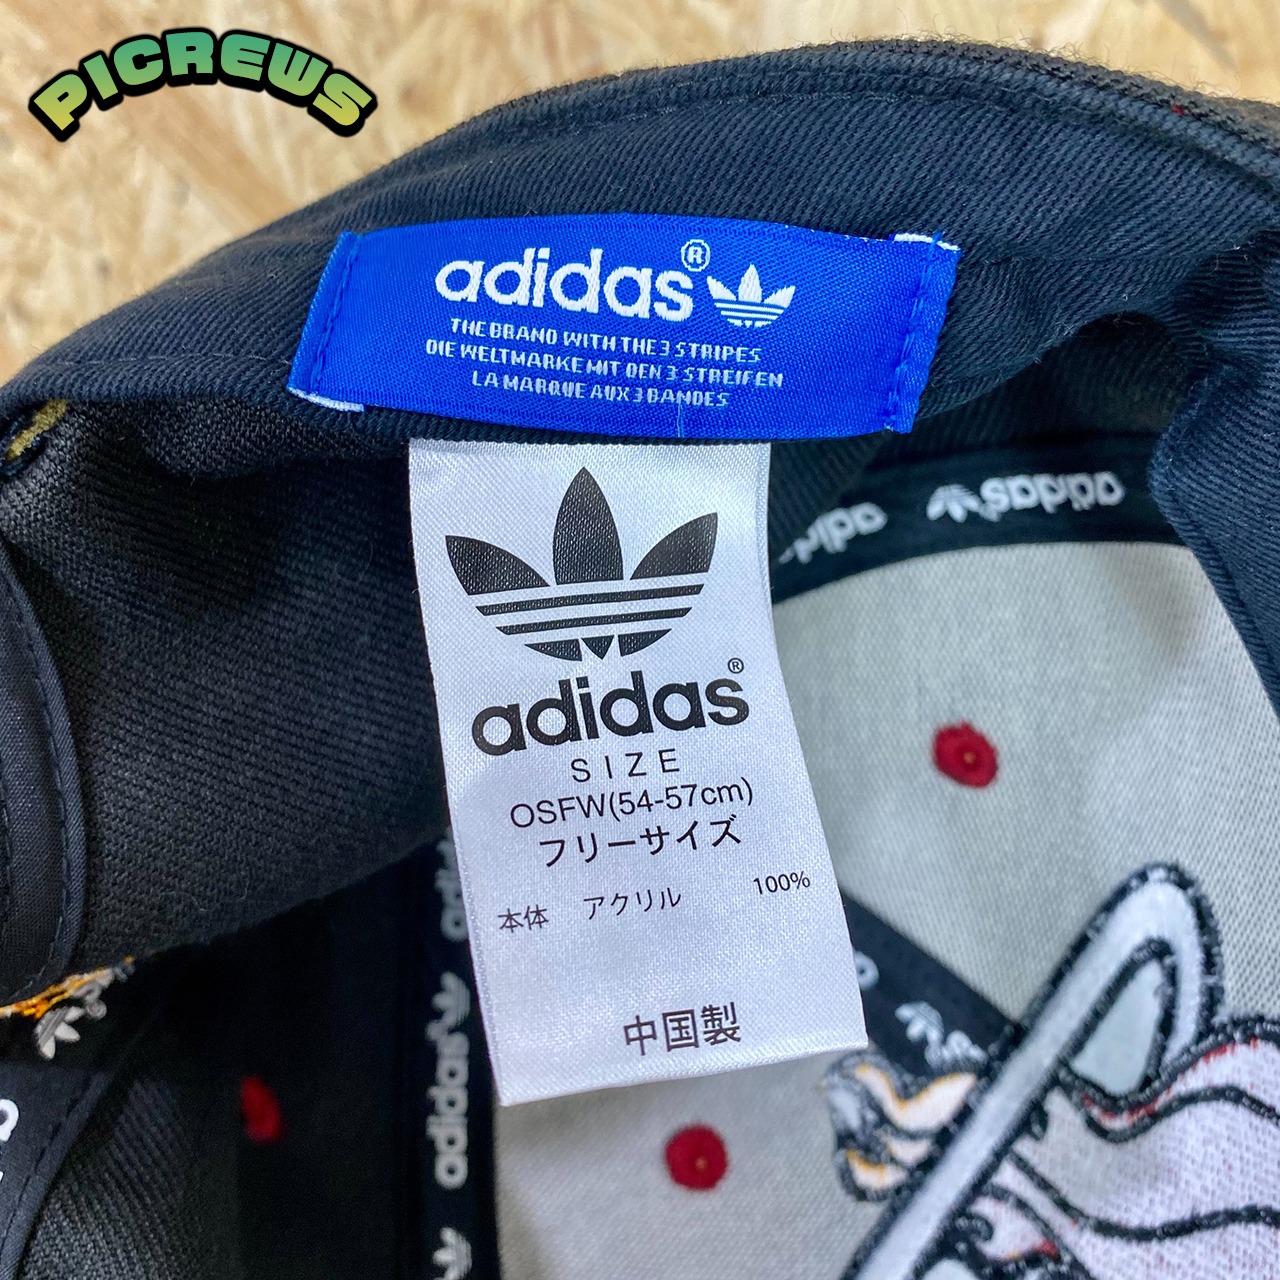 PICREWS
adidas®
THE BRAND WITH THE 3 STRIPES
DIE WELTMARKE MIT DEN 3 STREIFEN
LA MARQUE AUX 3 BANDES
adidas
adidas
adidas®
SIZE
OSFW(54-57cm)
フリーサイズ
本体 アクリル 100%
中国製
adidas